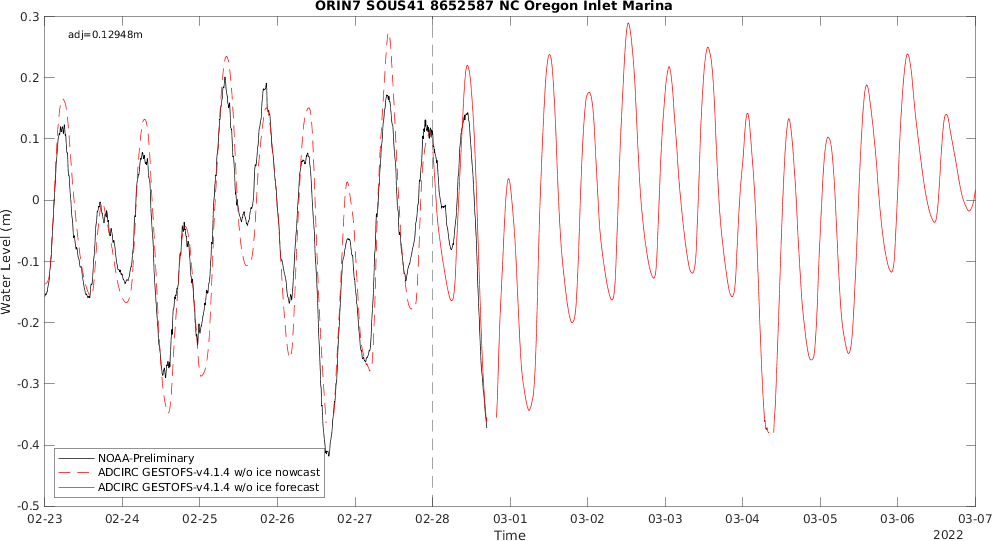 ORIN7 SOUS41 8652587 NC Oregon Inlet Marina
adj=0.12948m
0.3
0.2
0.1
0
-0.1
-0.2
-0.3
-0.4
-0.5
Water Level (m)
NOAA-Preliminary
ADCIRC GESTOFS-v4.1.4 w/o ice nowcast
ADCIRC GESTOFS-v4.1.4 w/o ice forecast
02-23 02-24 02-25 02-26 02-27 02-28 03-01 03-02 03-03 03-04 03-05 03-06 03-07
Time
2022